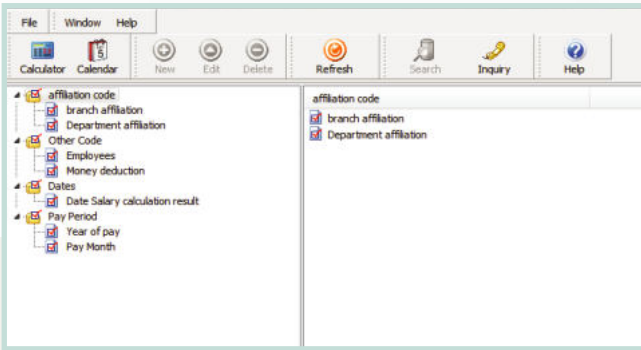 File Window Help
Calculator Calendar New Edit Delete Refresh Search Inquiry Help
affiliation code
branch affiliation
Department affiliation
Other Code
Employees
Money deduction
Dates
Date Salary calculation result
Pay Period
Year of pay
Pay Month
affiliation code
branch affiliation
Department affiliation